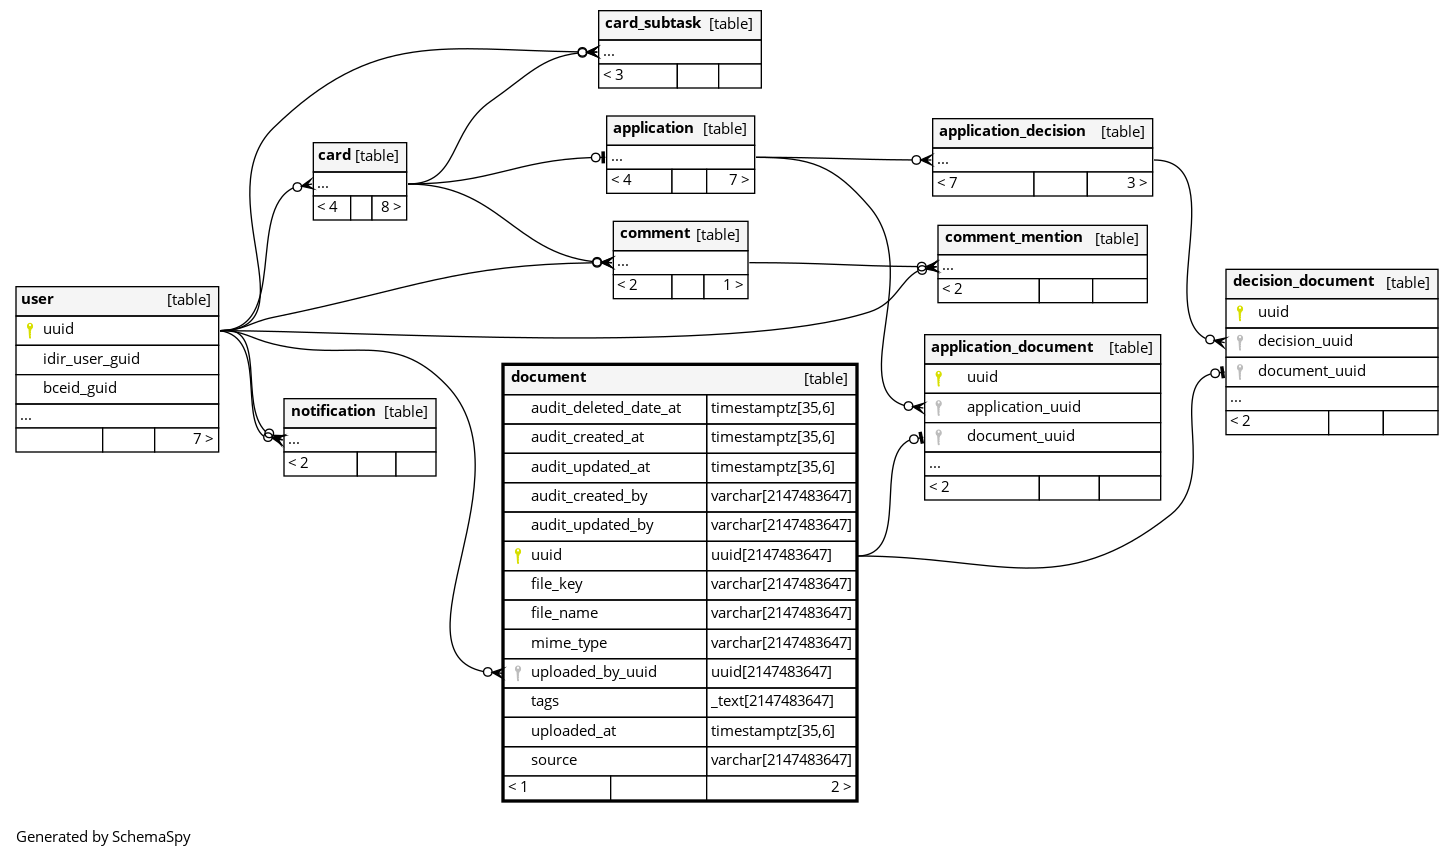 card_subtask [table]
...
< 3
application [table]
...
< 4 7 >
application_decision [table]
...
< 7 3 >
card [table]
...
< 4 8 >
comment [table]
...
< 2 1 >
comment_mention [table]
...
< 2
user [table]
uuid
idir_user_guid
bceid_guid
...
7 >
decision_document [table]
uuid
decision_uuid
document_uuid
...
< 2
application_document [table]
uuid
application_uuid
document_uuid
...
< 2
notification [table]
...
< 2
document [table]
audit_deleted_date_at timestamptz[35,6]
audit_created_at timestamptz[35,6]
audit_updated_at timestamptz[35,6]
audit_created_by varchar[2147483647]
audit_updated_by varchar[2147483647]
uuid uuid[2147483647]
file_key varchar[2147483647]
file_name varchar[2147483647]
mime_type varchar[2147483647]
uploaded_by_uuid uuid[2147483647]
tags _text[2147483647]
uploaded_at timestamptz[35,6]
source varchar[2147483647]
< 1 2 >
Generated by SchemaSpy